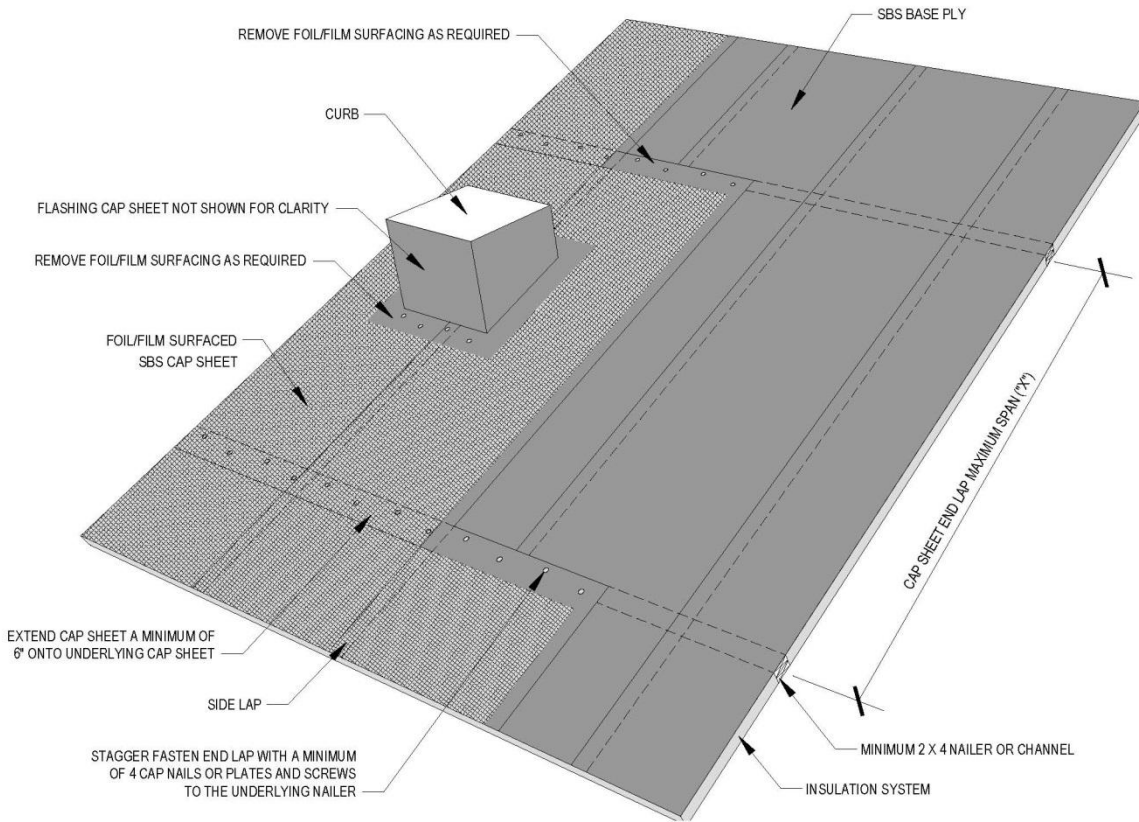 SBS BASE PLY
REMOVE FOIL/FILM SURFACING AS REQUIRED
CURB
FLASHING CAP SHEET NOT SHOWN FOR CLARITY
REMOVE FOIL/FILM SURFACING AS REQUIRED
FOIL/FILM SURFACED
SBS CAP SHEET
CAP SHEET END LAP MAXIMUM SPAN ("X")
EXTEND CAP SHEET A MINIMUM OF
6" ONTO UNDERLYING CAP SHEET
SIDE LAP
STAGGER FASTEN END LAP WITH A MINIMUM
OF 4 CAP NAILS OR PLATES AND SCREWS
TO THE UNDERLYING NAILER
MINIMUM 2 X 4 NAILER OR CHANNEL
INSULATION SYSTEM